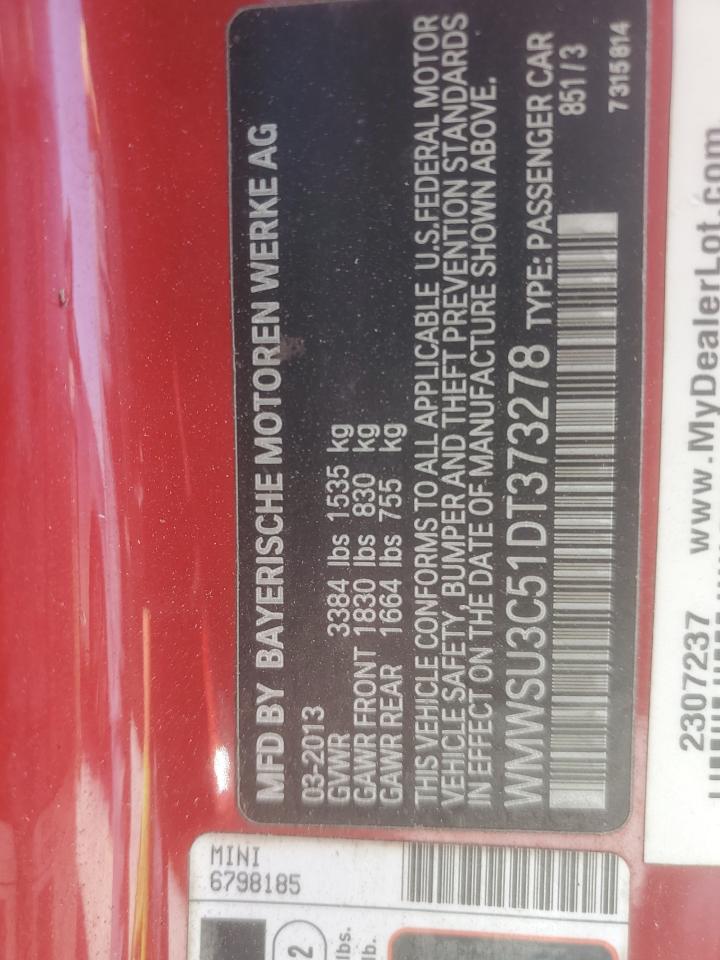 MFD BY BAYERISCHE MOTOREN WERKE AG
03-2013
GVWR 3384 lbs 1535 kg
GAWR FRONT 1830 lbs 830 kg
GAWR REAR 1664 lbs 755 kg
THIS VEHICLE CONFORMS TO ALL APPLICABLE U.S.FEDERAL MOTOR
VEHICLE SAFETY, BUMPER AND THEFT PREVENTION STANDARDS
IN EFFECT ON THE DATE OF MANUFACTURE SHOWN ABOVE.
WMWSU3C51DT373278 TYPE: PASSENGER CAR
851/3
7315814
MINI
6798185
2
lbs.
lb.
2307237 www.MyDealerLot.com